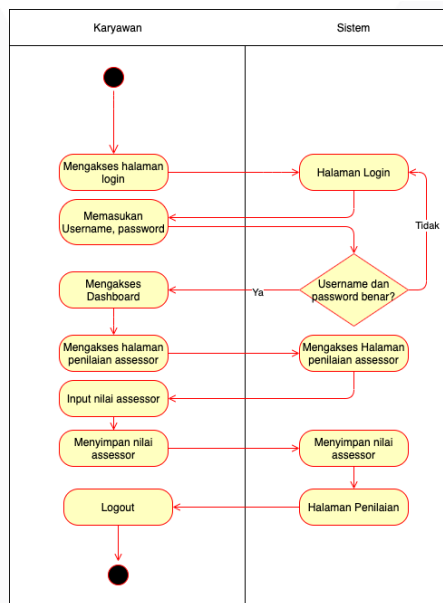 Karyawan
Sistem
Mengakses halaman
login
Halaman Login
Memasukan
Username, password
Tidak
Username dan
password benar?
Ya
Mengakses
Dashboard
Mengakses halaman
penilaian assessor
Mengakses Halaman
penilaian assessor
Input nilai assessor
Menyimpan nilai
assessor
Menyimpan nilai
assessor
Logout
Halaman Penilaian